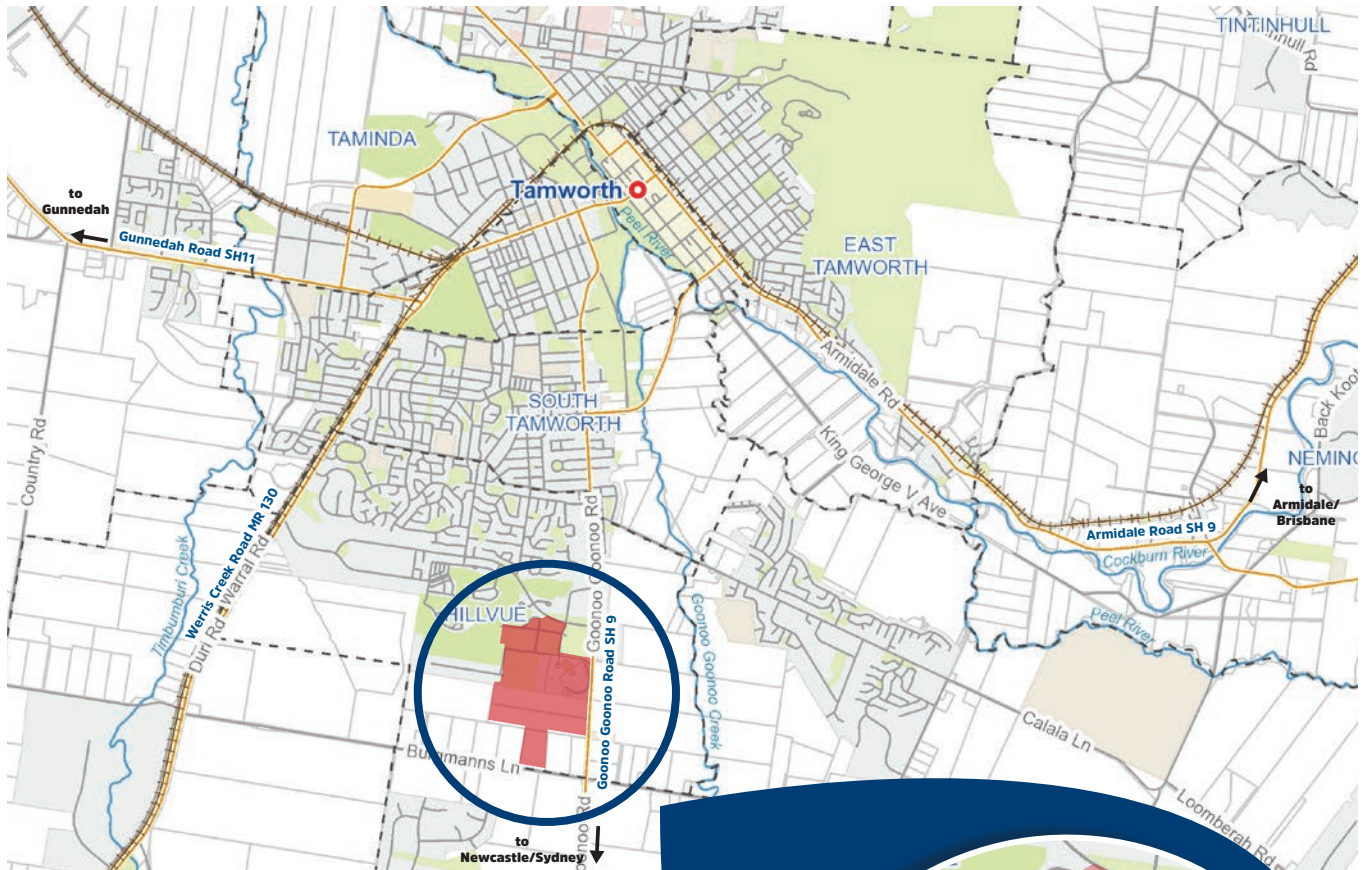 TINTINHULL
Tintinhull Rd
TAMINDA
to
Gunnedah
Gunnedah Road SH11
Tamworth
Peel River
EAST
TAMWORTH
Country Rd
SOUTH
TAMWORTH
Armidale Rd
King George V Ave
Back Koot
NEMING
to
Armidale/
Brisbane
Armidale Road SH 9
Cockburn River
Peel River
Timbumburi Creek
Werris Creek Road MR 130
Duri Rd
Warral Rd
Goonoo Goonoo Rd
HILLVUE
Goonoo Goonoo Road SH 9
Goonoo Goonoo Creek
Calala Ln
Burgmanns Ln
Loomberah Rd
to
Newcastle/Sydney
Goonoo Rd